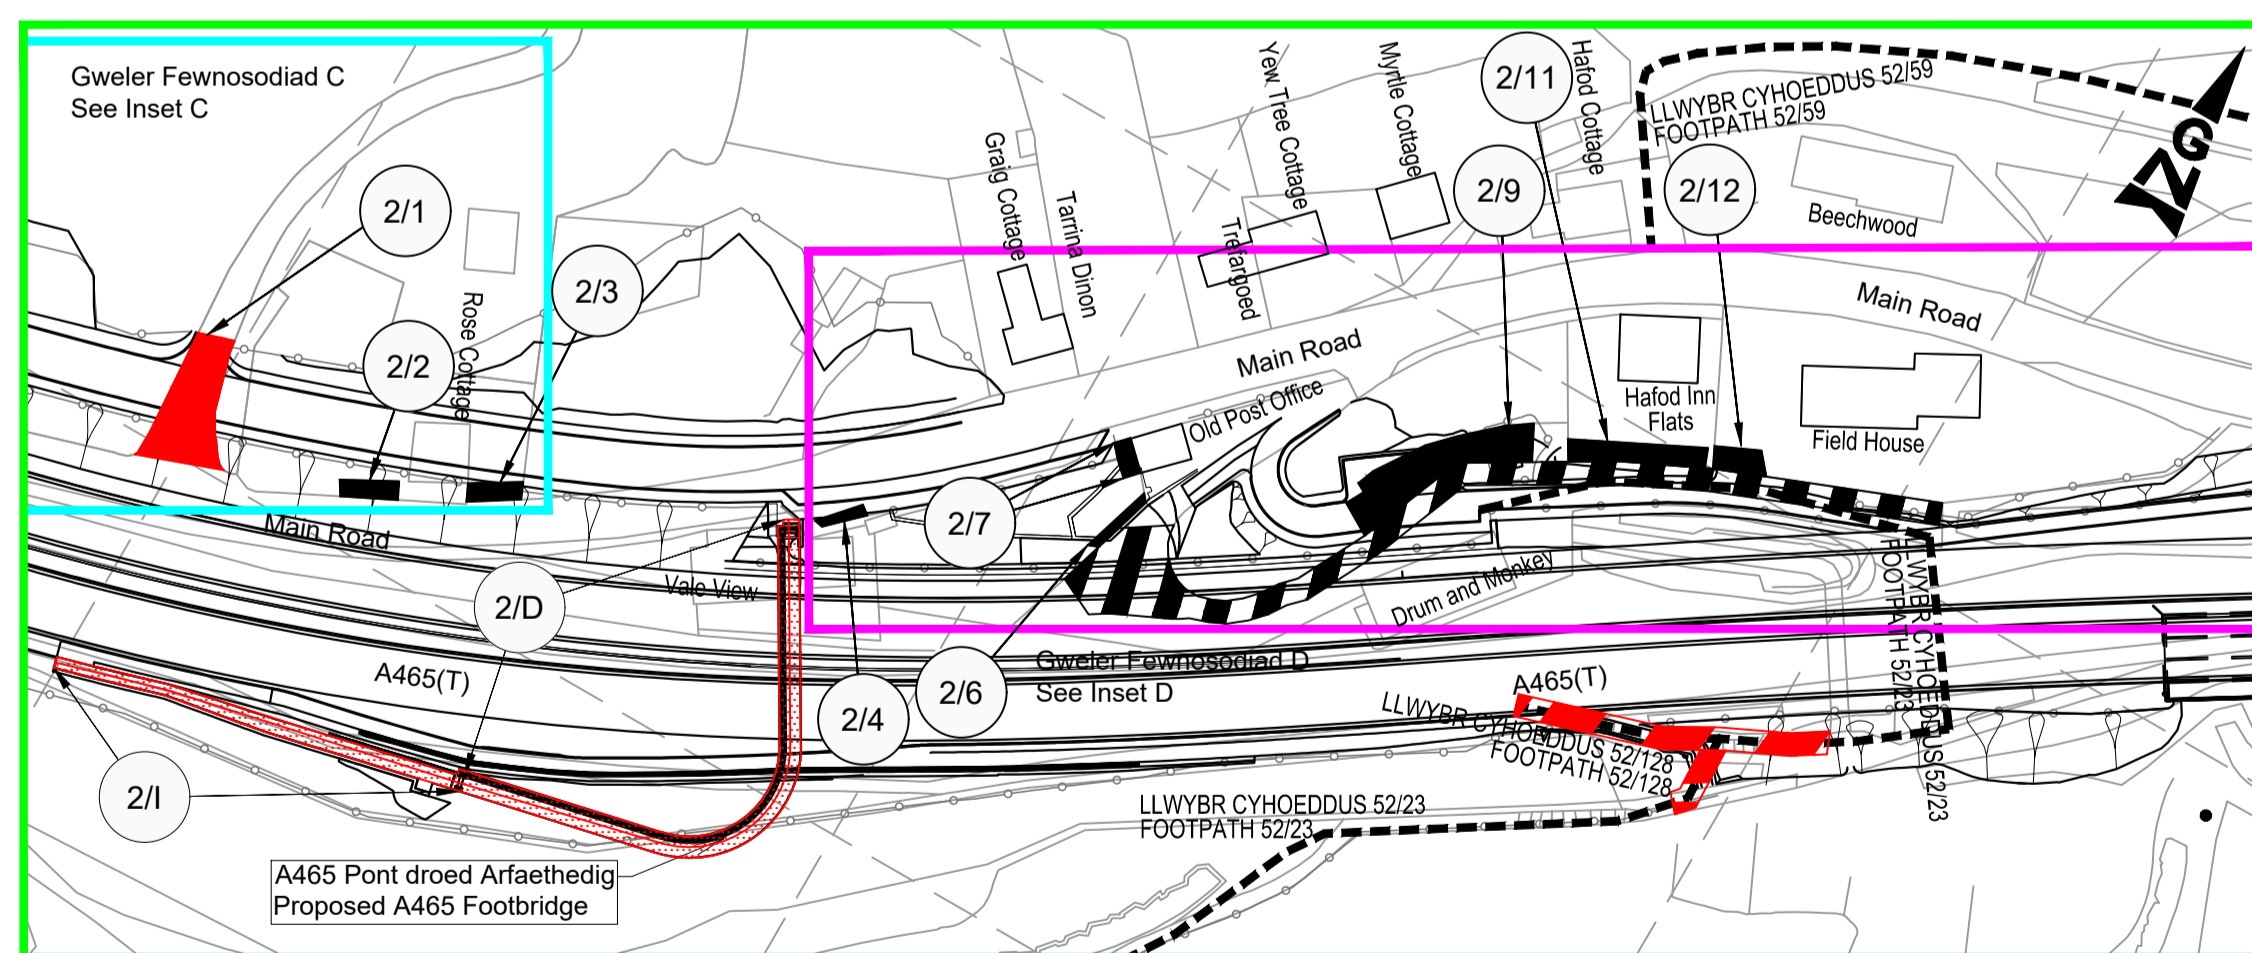 Gweler Fewnosodiad C
See Inset C
2/1
2/2
2/3
Rose Cottage
Main Road
Graig Cottage
Tarrina Dinon
Yew Tree Cottage
Trefargoed
Myrtle Cottage
2/11
Hafod Cottage
2/9
2/12
LLWYBR CYHOEDDUS 52/59
FOOTPATH 52/59
Beechwood
GN
Main Road
Main Road
Old Post Office
Hafod Inn
Flats
Field House
2/7
2/D
Vale View
Drum and Monkey
LLWYBR CYHOEDDUS 52/23
FOOTPATH 52/23
A465(T)
2/4
2/6
Gweler Fewnosodiad D
See Inset D
A465(T)
LLWYBR CYHOEDDUS 52/128
FOOTPATH 52/128
2/I
LLWYBR CYHOEDDUS 52/23
FOOTPATH 52/23
A465 Pont droed Arfaethedig
Proposed A465 Footbridge